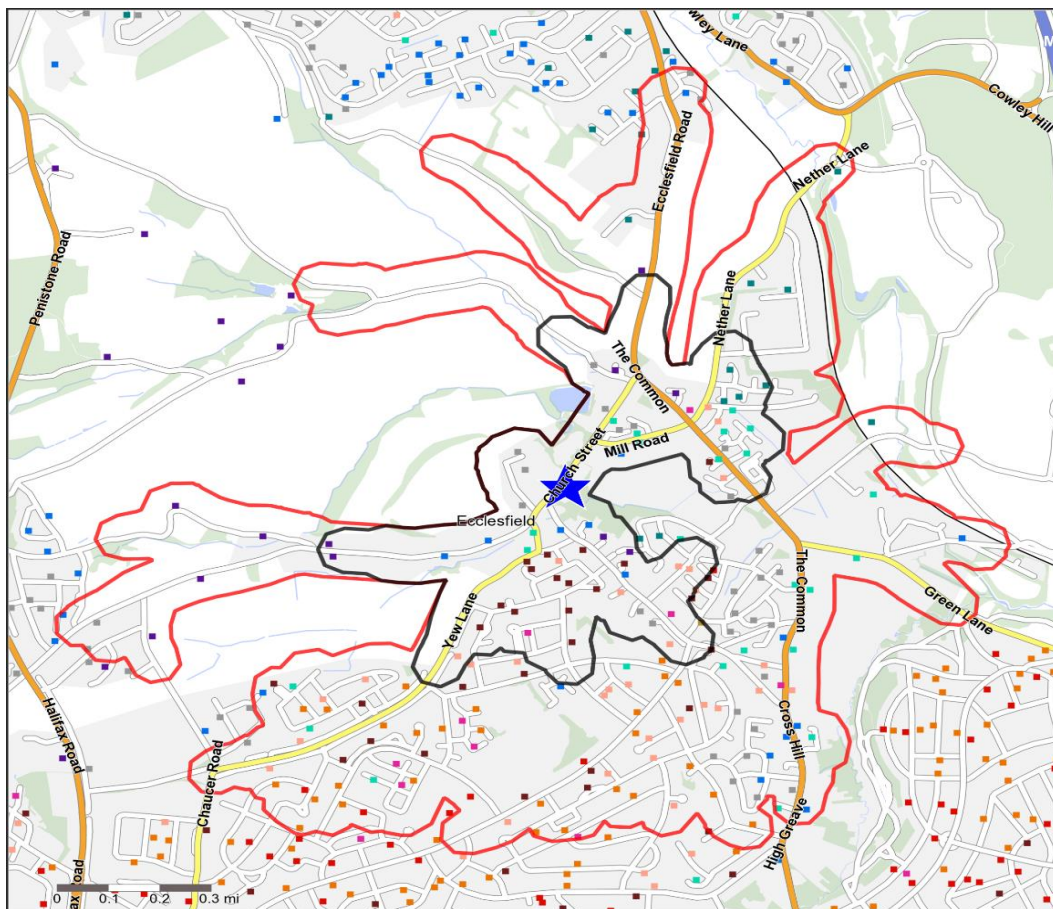 wley Lane
M
Cowley Hill
Ecclesfield Road
Nether Lane
Penistone Road
Nether Lane
The Common
Mill Road
Church Street
Ecclesfield
The Common
Green Lane
Yew Lane
Halifax Road
Chaucer Road
Cross Hill
High Greave
ax Road
0 0.1 0.2 0.3 mi